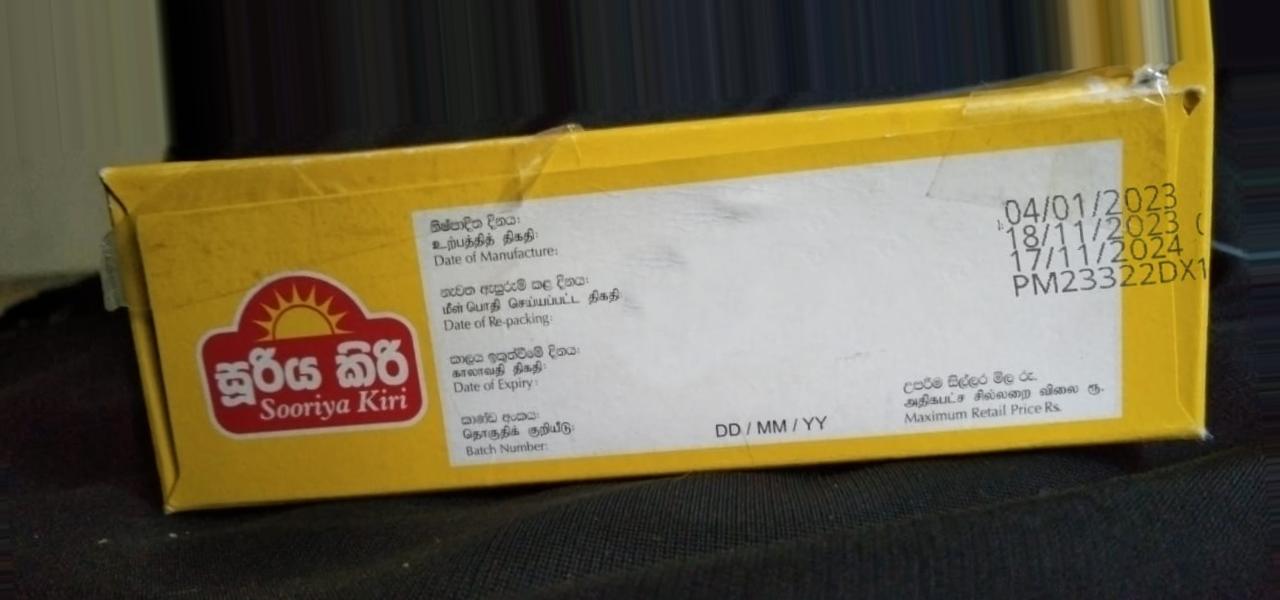 සූරිය කිරි
Sooriya Kiri
නිෂ්පාදිත දිනය:
உற்பத்தித் திகதி:
Date of Manufacture:
නැවත ඇසුරුම් කළ දිනය:
மீள் பொதி செய்யப்பட்ட திகதி
Date of Re-packing:
කාලය ඉකුත්වීමේ දිනය:
காலாவதி திகதி:
Date of Expiry:
කාණ්ඩ අංකය:
தொகுதிக் குறியீடு:
Batch Number:
DD / MM / YY
04/01/2023
18/11/2023
17/11/2024
PM23322DX1
උපරිම සිල්ලර මිල රු.
அதிகபட்ச சில்லறை விலை ரூ.
Maximum Retail Price Rs.